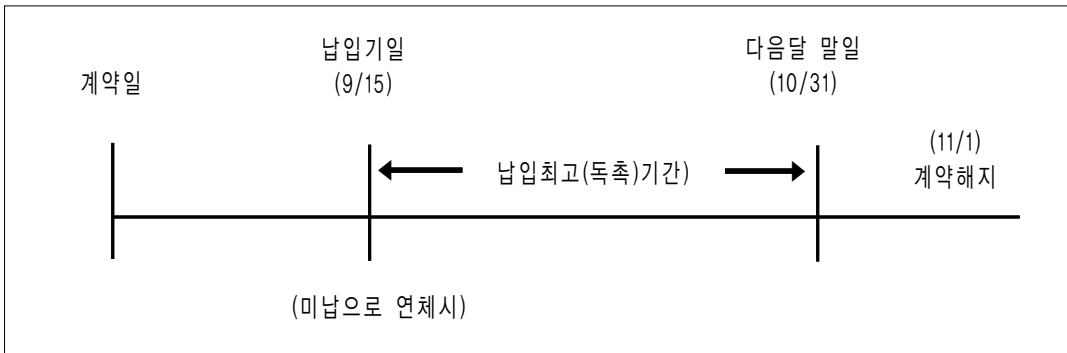 계약일
납입기일
(9/15)
다음달 말일
(10/31)
(11/1)
계약해지
납입최고(독촉)기간)
(미납으로 연체시)